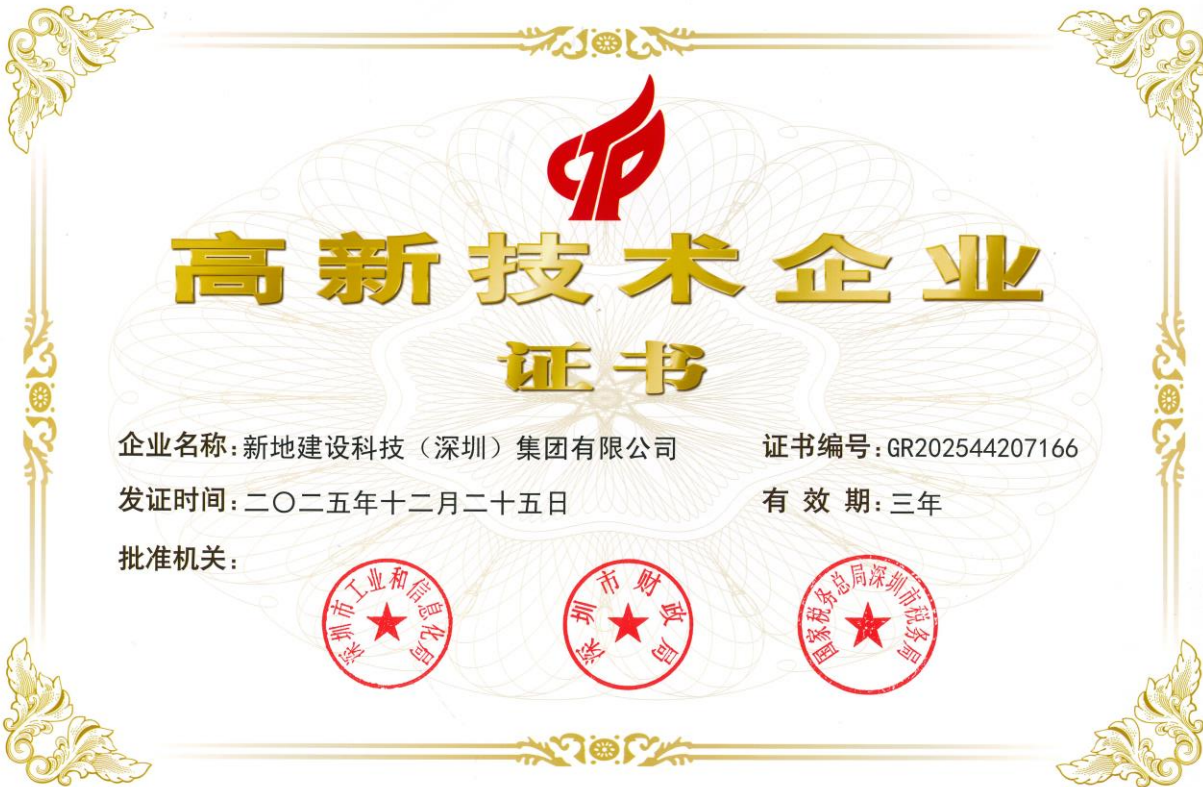 高新技术企业
证书
企业名称：新地建设科技（深圳）集团有限公司
证书编号：GR202544207166
发证时间：二〇二五年十二月二十五日
有效期：三年
批准机关：
深圳市工业和信息化局
深圳市财政局
国家税务总局深圳市税务局